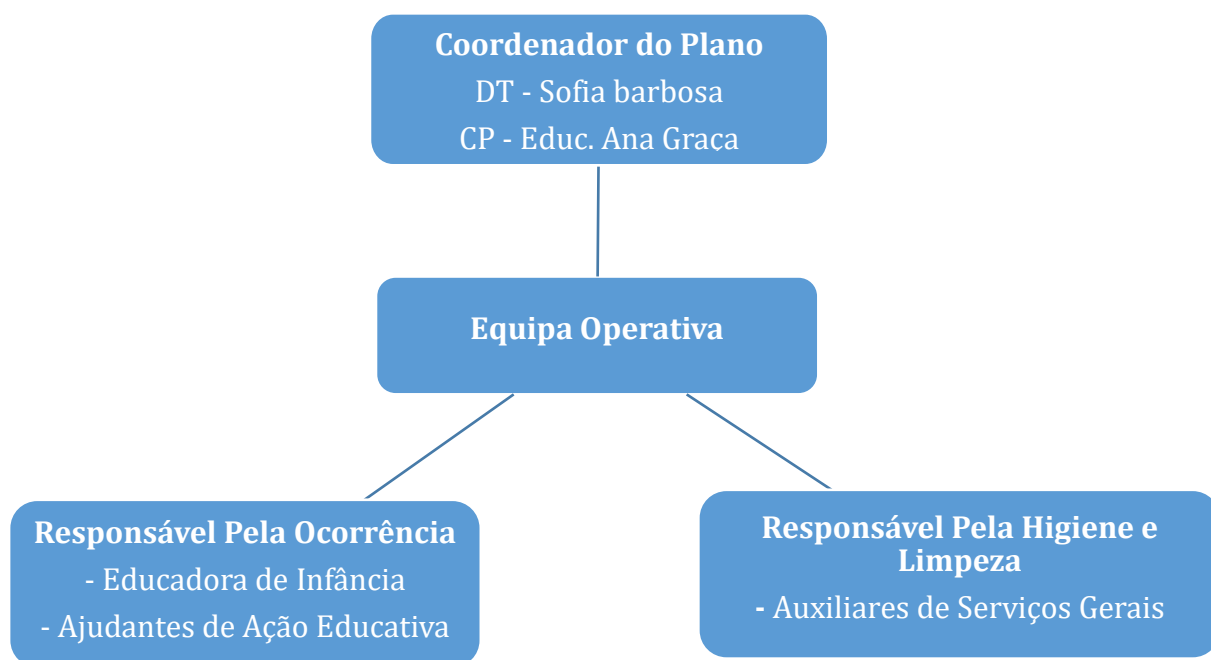 Coordenador do Plano
DT - Sofia barbosa
CP - Educ. Ana Graça
Equipa Operativa
Responsável Pela Ocorrência
- Educadora de Infância
- Ajudantes de Ação Educativa
Responsável Pela Higiene e
Limpeza
- Auxiliares de Serviços Gerais